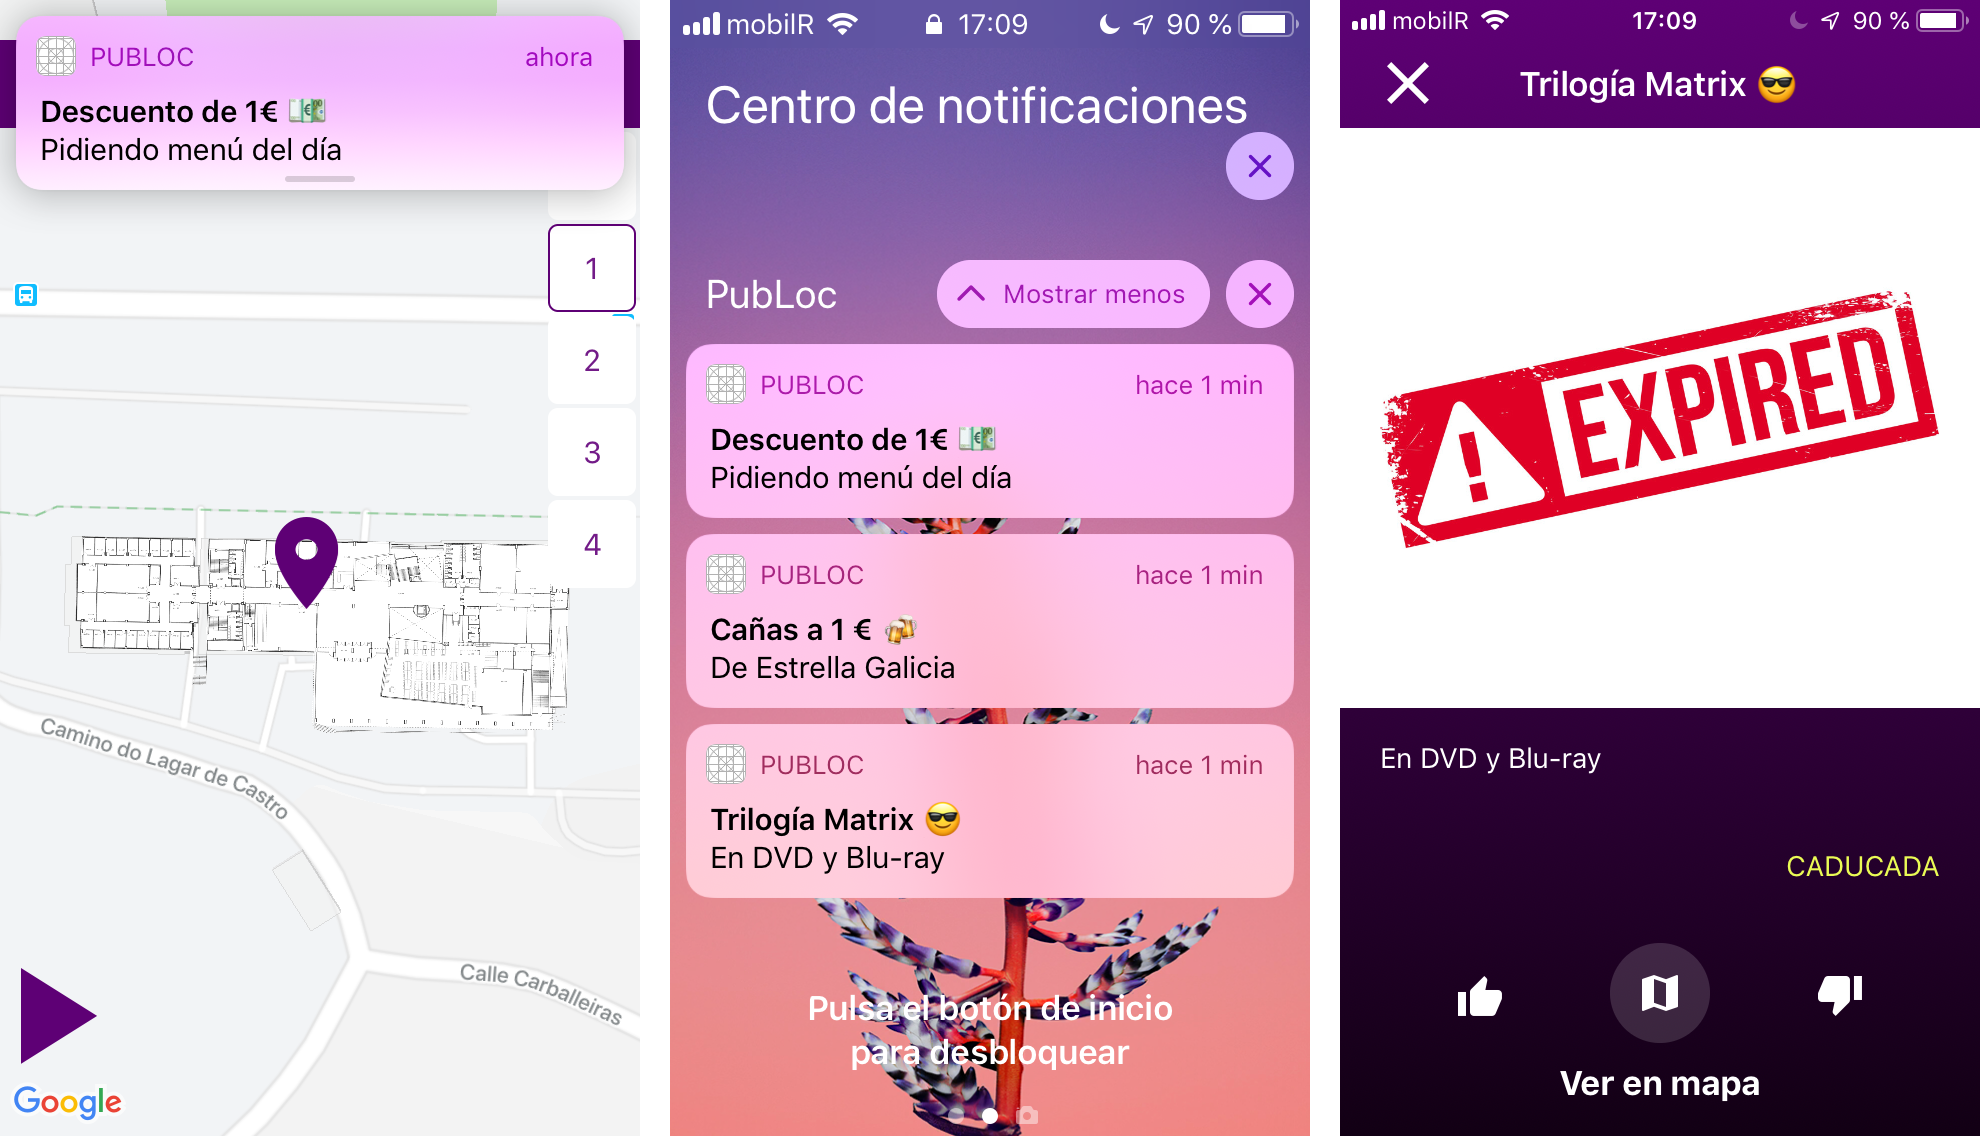 PUBLOC
ahora
Descuento de 1€
Pidiendo menú del día
1
2
3
4
Camino do Lagar de Castro
Calle Carballeiras
Google
mobilR
17:09
90 %
Centro de notificaciones
PubLoc
Mostrar menos
PUBLOC
hace 1 min
Descuento de 1€
Pidiendo menú del día
PUBLOC
hace 1 min
Cañas a 1 €
De Estrella Galicia
PUBLOC
hace 1 min
Trilogía Matrix
En DVD y Blu-ray
Pulsa el botón de inicio
para desbloquear
mobilR
17:09
90 %
Trilogía Matrix
EXPIRED
En DVD y Blu-ray
CADUCADA
Ver en mapa